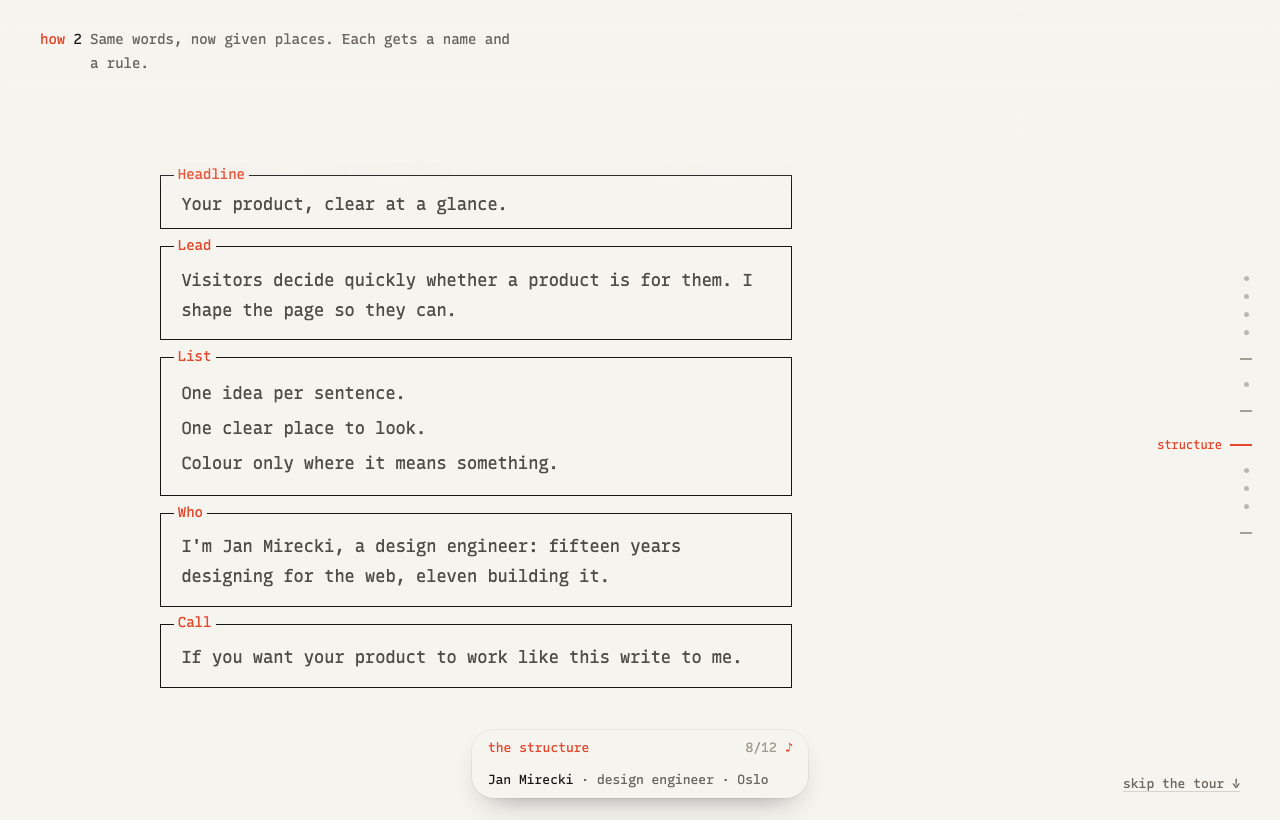 how 2 Same words, now given places. Each gets a name and
a rule.
Headline
Your product, clear at a glance.
Lead
Visitors decide quickly whether a product is for them. I
shape the page so they can.
List
One idea per sentence.
One clear place to look.
Colour only where it means something.
structure
Who
I'm Jan Mirecki, a design engineer: fifteen years
designing for the web, eleven building it.
Call
If you want your product to work like this write to me.
the structure 8/12 ♪
Jan Mirecki · design engineer · Oslo
skip the tour ↓